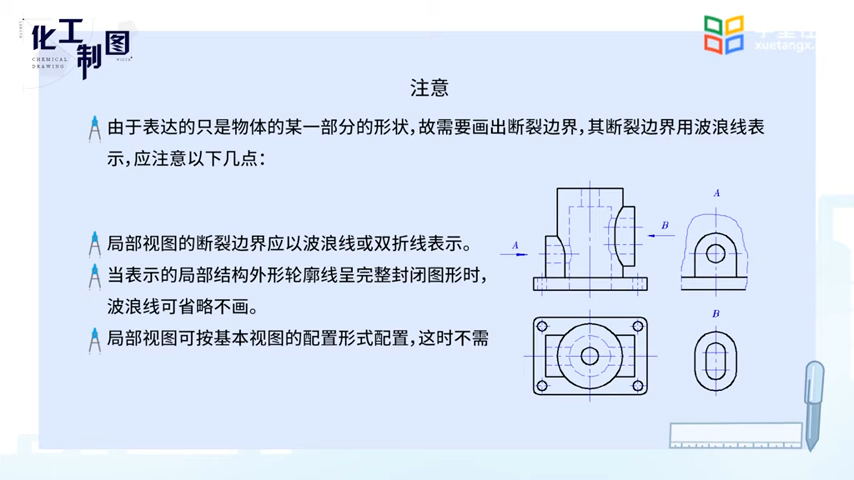 化工制图
CHEMICAL
DRAWING
xuetangx.
注意
由于表达的只是物体的某一部分的形状，故需要画出断裂边界，其断裂边界用波浪线表
示，应注意以下几点：
局部视图的断裂边界应以波浪线或双折线表示。
当表示的局部结构外形轮廓线呈完整封闭图形时，
波浪线可省略不画。
局部视图可按基本视图的配置形式配置，这时不需
A
B
A
B